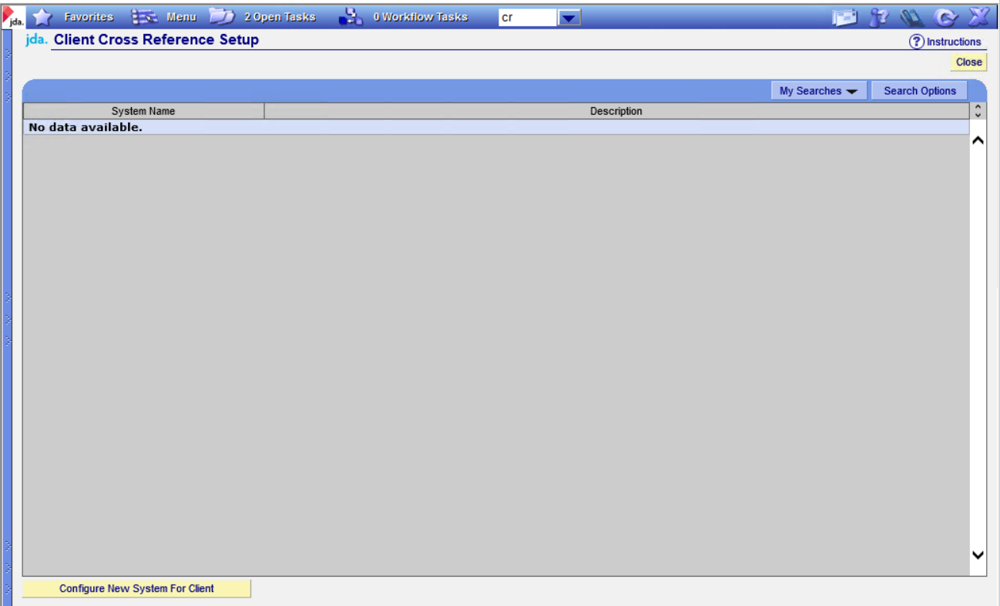 jda. Favorites Menu 2 Open Tasks 0 Workflow Tasks cr
jda. Client Cross Reference Setup ? Instructions
Close
My Searches Search Options
System Name Description
No data available.
Configure New System For Client